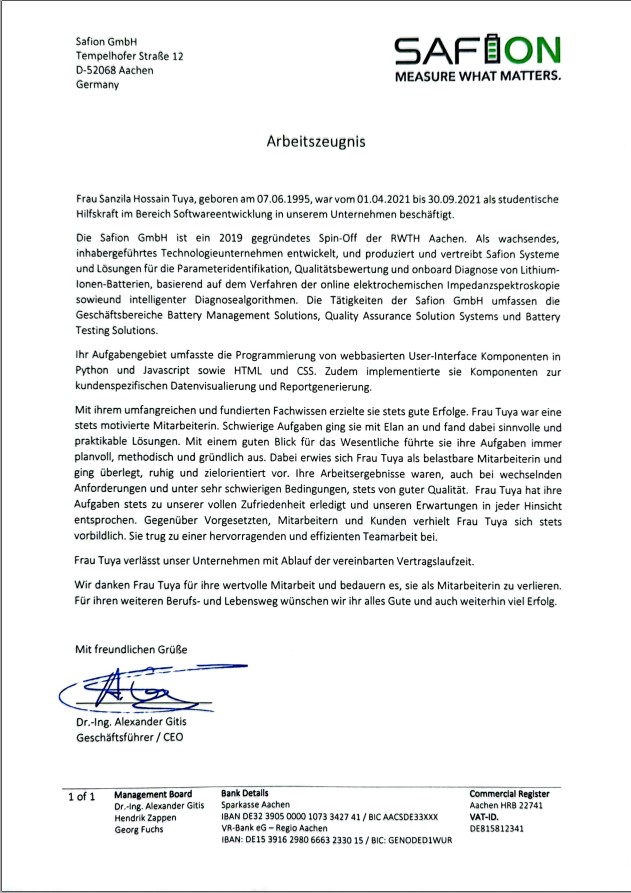 Safion GmbH
Tempelhofer Straße 12
D-52068 Aachen
Germany
SAFION
MEASURE WHAT MATTERS.
Arbeitszeugnis
Frau Sanzila Hossain Tuya, geboren am 07.06.1995, war vom 01.04.2021 bis 30.09.2021 als studentische
Hilfskraft im Bereich Softwareentwicklung in unserem Unternehmen beschäftigt.
Die Safion GmbH ist ein 2019 gegründetes Spin-Off der RWTH Aachen. Als wachsendes,
inhabergeführtes Technologieunternehmen entwickelt, und produziert und vertreibt Safion Systeme
und Lösungen für die Parameteridentifikation, Qualitätsbewertung und onboard Diagnose von Lithium-
Ionen-Batterien, basierend auf dem Verfahren der online elektrochemischen Impedanzspektroskopie
sowieund intelligenter Diagnosealgorithmen. Die Tätigkeiten der Safion GmbH umfassen die
Geschäftsbereiche Battery Management Solutions, Quality Assurance Solution Systems und Battery
Testing Solutions.
Ihr Aufgabengebiet umfasste die Programmierung von webbasierten User-Interface Komponenten in
Python und Javascript sowie HTML und CSS. Zudem implementierte sie Komponenten zur
kundenspezifischen Datenvisualierung und Reportgenerierung.
Mit ihrem umfangreichen und fundierten Fachwissen erzielte sie stets gute Erfolge. Frau Tuya war eine
stets motivierte Mitarbeiterin. Schwierige Aufgaben ging sie mit Elan an und fand dabei sinnvolle und
praktikable Lösungen. Mit einem guten Blick für das Wesentliche führte sie ihre Aufgaben immer
planvoll, methodisch und gründlich aus. Dabei erwies sich Frau Tuya als belastbare Mitarbeiterin und
ging überlegt, ruhig und zielorientiert vor. Ihre Arbeitsergebnisse waren, auch bei wechselnden
Anforderungen und unter sehr schwierigen Bedingungen, stets von guter Qualität. Frau Tuya hat ihre
Aufgaben stets zu unserer vollen Zufriedenheit erledigt und unseren Erwartungen in jeder Hinsicht
entsprochen. Gegenüber Vorgesetzten, Mitarbeitern und Kunden verhielt Frau Tuya sich stets
vorbildlich. Sie trug zu einer hervorragenden und effizienten Teamarbeit bei.
Frau Tuya verlässt unser Unternehmen mit Ablauf der vereinbarten Vertragslaufzeit.
Wir danken Frau Tuya für ihre wertvolle Mitarbeit und bedauern es, sie als Mitarbeiterin zu verlieren.
Für ihren weiteren Berufs- und Lebensweg wünschen wir ihr alles Gute und auch weiterhin viel Erfolg.
Mit freundlichen Grüße
Dr.-Ing. Alexander Gitis
Geschäftsführer / CEO
1 of 1
Management Board
Dr.-Ing. Alexander Gitis
Hendrik Zappen
Georg Fuchs
Bank Details
Sparkasse Aachen
IBAN DE32 3905 0000 1073 3427 41 / BIC AACSDE33XXX
VR-Bank eG – Regio Aachen
IBAN: DE15 3916 2980 6663 2330 15 / BIC: GENODED1WUR
Commercial Register
Aachen HRB 22741
VAT-ID.
DE815812341